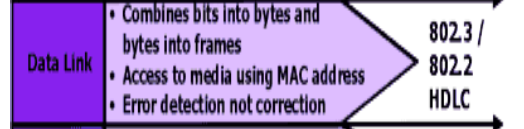 Data Link
• Combines bits into bytes and
bytes into frames
• Access to media using MAC address
• Error detection not correction
802.3 /
802.2
HDLC